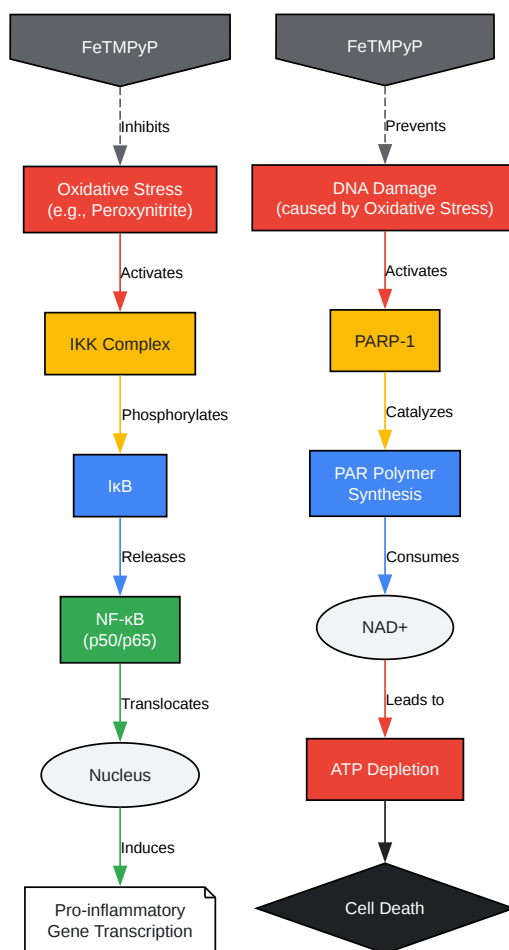 FeTMPyP
Inhibits
Oxidative Stress
(e.g., Peroxynitrite)
Activates
IKK Complex
Phosphorylates
IκB
Releases
NF-κB
(p50/p65)
Translocates
Nucleus
Induces
Pro-inflammatory
Gene Transcription
FeTMPyP
Prevents
DNA Damage
(caused by Oxidative Stress)
Activates
PARP-1
Catalyzes
PAR Polymer
Synthesis
Consumes
NAD+
Leads to
ATP Depletion
Cell Death